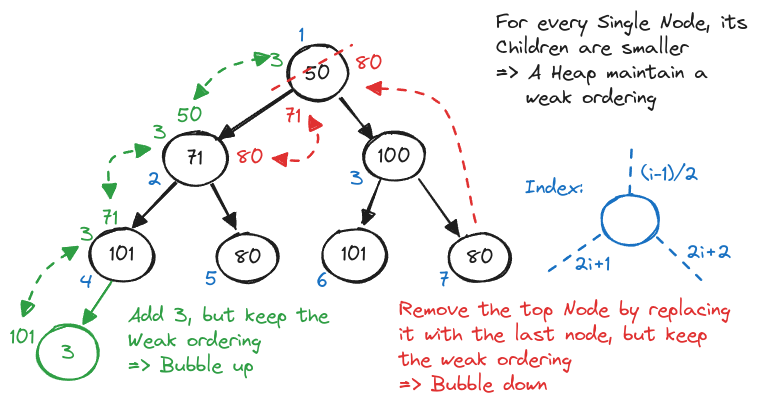 For every Single Node, its
Children are smaller
=> A Heap maintain a
weak ordering
1
3
50
80
50
71
3
71
80
2
100
3
Index:
(i-1)/2
2i+1
2i+2
71
3
101
4
80
5
101
6
80
7
101
3
Add 3, but keep the
Weak ordering
=> Bubble up
Remove the top Node by replacing
it with the last node, but keep
the weak ordering
=> Bubble down